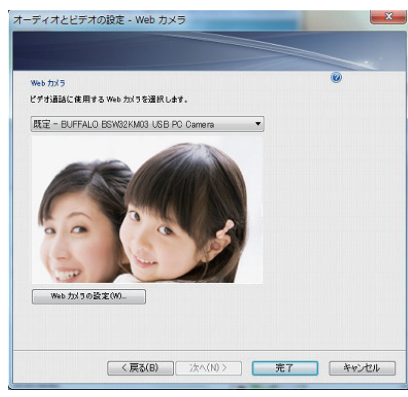 オーディオとビデオの設定 - Web カメラ
Web カメラ
ビデオ通話に使用する Web カメラを選択します。
既定 - BUFFALO BSW32KM03 USB PC Camera
Web カメラの設定(W)...
< 戻る(B)
次へ(N) >
完了
キャンセル